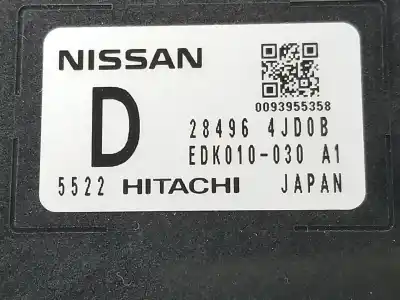 NISSAN
0093955358
D
28496 4JD0B
EDK010-030 A1
5522 HITACHI JAPAN